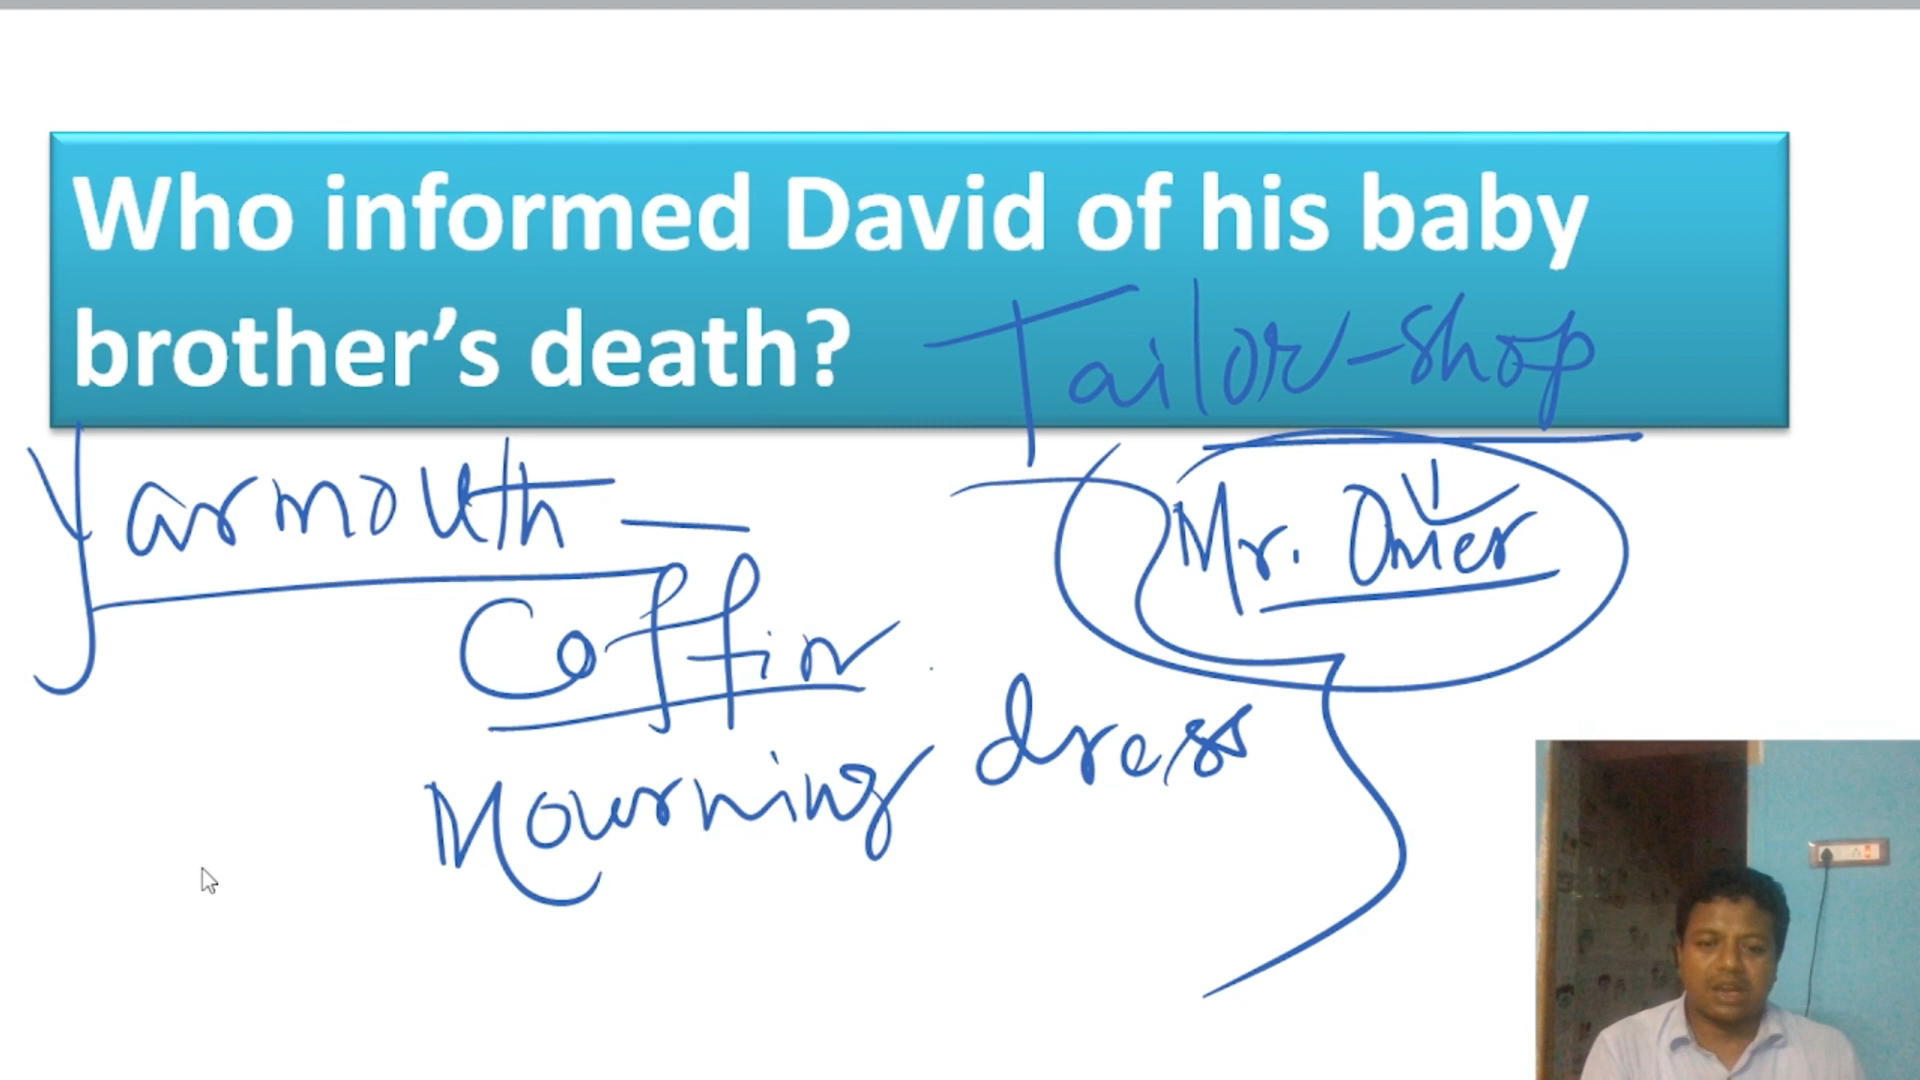 Who informed David of his baby
brother's death?
Tailor-shop
Yarmouth —
Mr. Omer
Coffin
Mourning dress